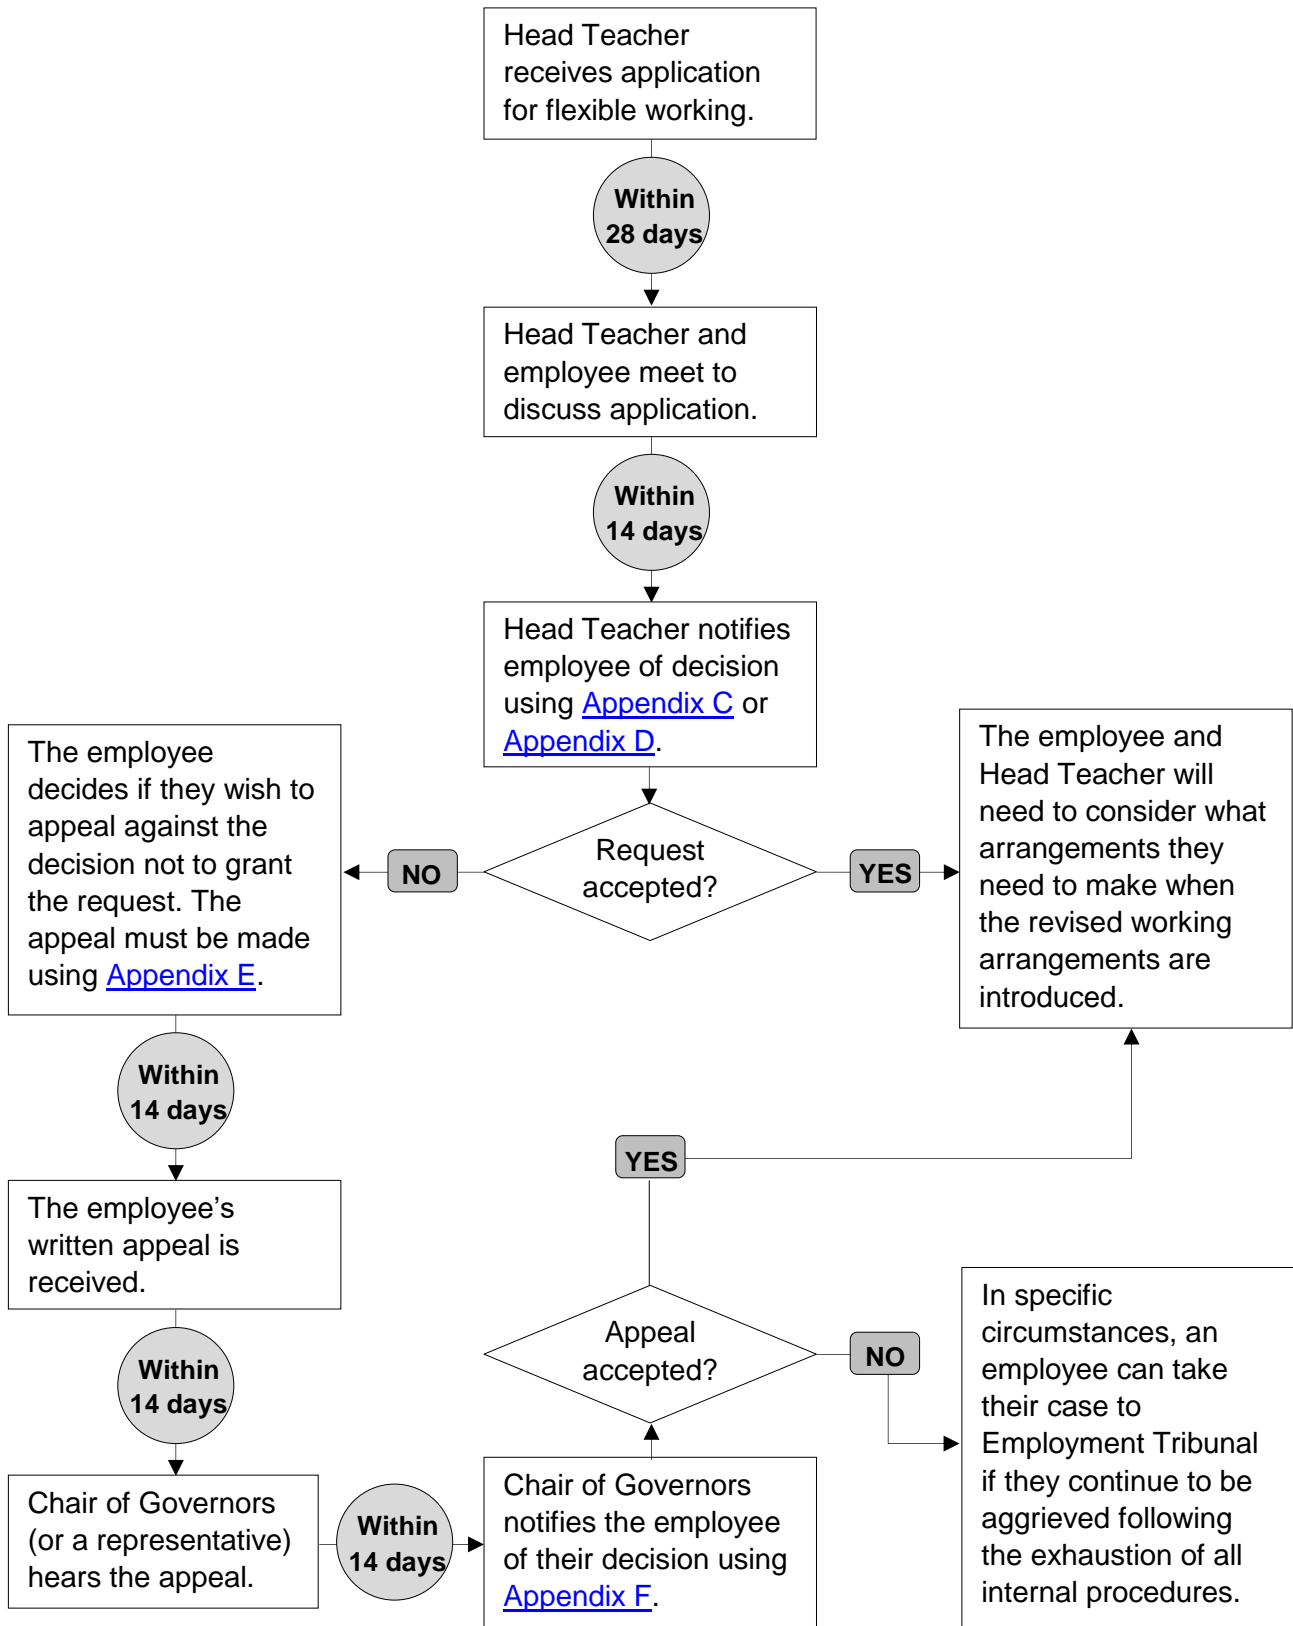 Head Teacher
receives application
for flexible working.
Within
28 days
Head Teacher and
employee meet to
discuss application.
Within
14 days
Head Teacher notifies
employee of decision
using Appendix C or
Appendix D.
The employee
decides if they wish to
appeal against the
decision not to grant
the request. The
appeal must be made
using Appendix E.
NO
Request
accepted?
YES
The employee and
Head Teacher will
need to consider what
arrangements they
need to make when
the revised working
arrangements are
introduced.
Within
14 days
The employee’s
written appeal is
received.
Within
14 days
Chair of Governors
(or a representative)
hears the appeal.
Within
14 days
Chair of Governors
notifies the employee
of their decision using
Appendix F.
Appeal
accepted?
YES
NO
In specific
circumstances, an
employee can take
their case to
Employment Tribunal
if they continue to be
aggrieved following
the exhaustion of all
internal procedures.